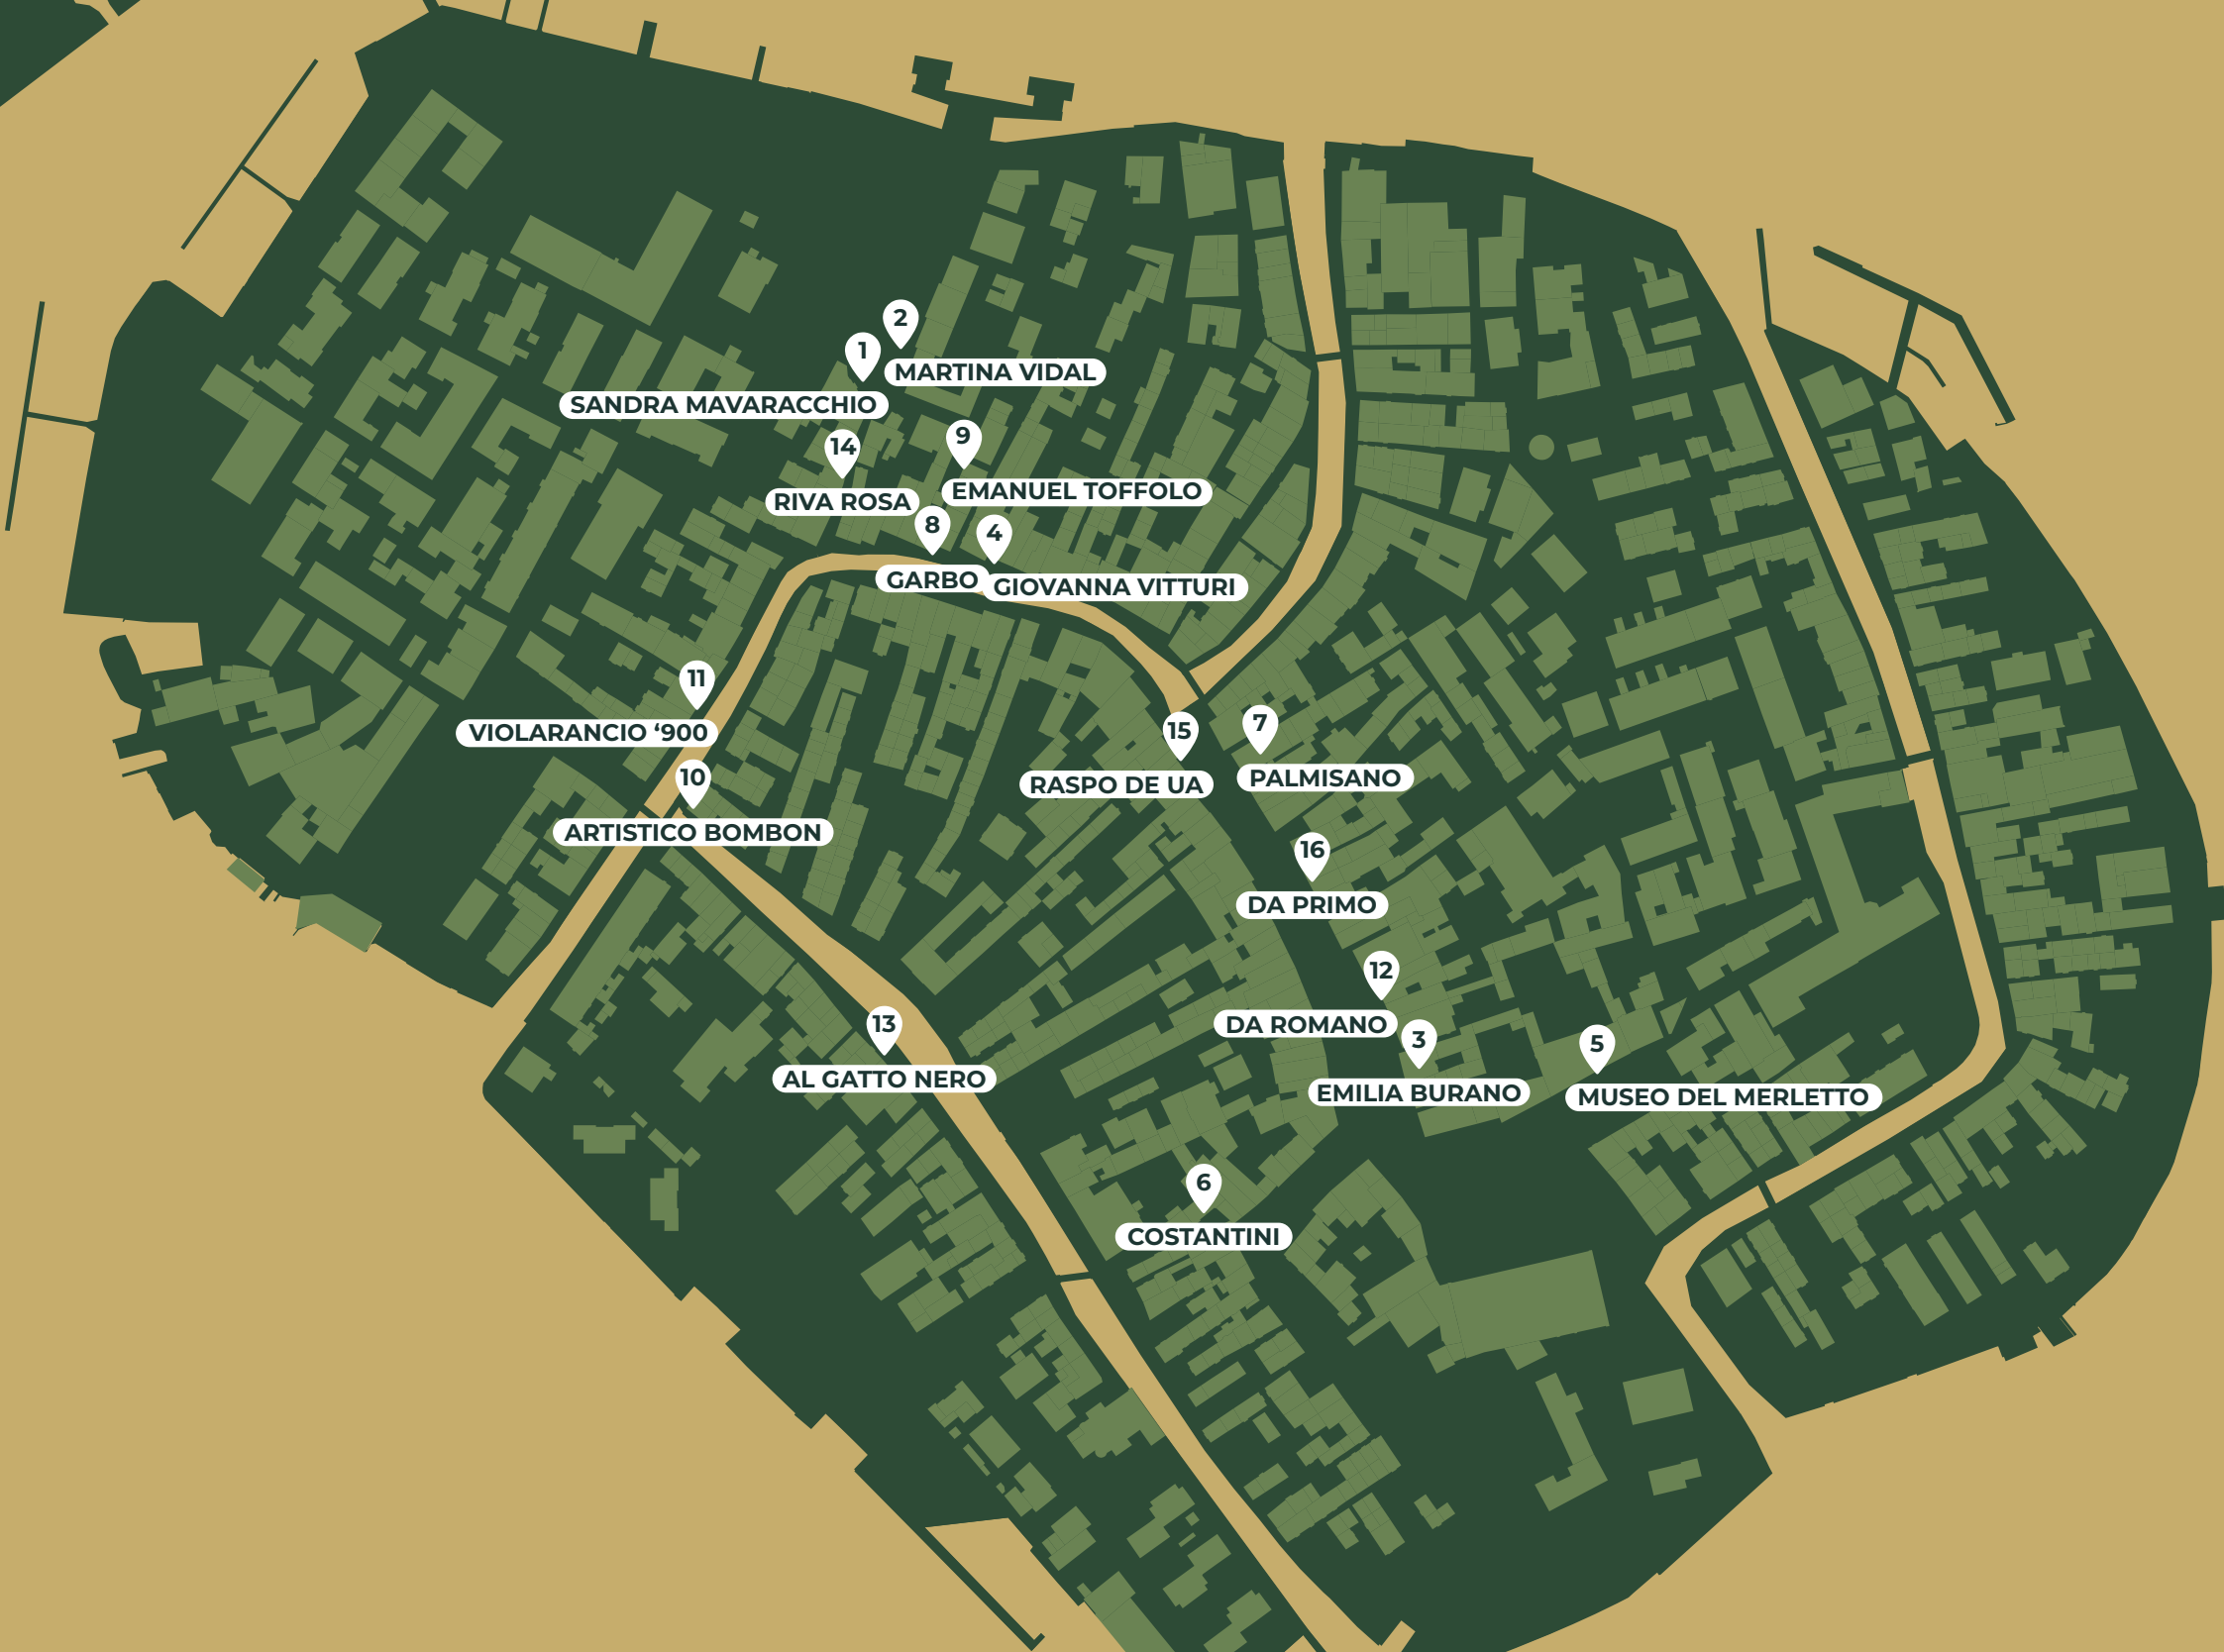 2
MARTINA VIDAL
1
SANDRA MAVARACCHIO
9
EMANUEL TOFFOLO
14
RIVA ROSA
8
GARBO
4
GIOVANNA VITTURI
11
VIOLARANCIO ‘900
15
RASPO DE UA
7
PALMISANO
10
ARTISTICO BOMBON
16
DA PRIMO
12
DA ROMANO
13
AL GATTO NERO
3
EMILIA BURANO
5
MUSEO DEL MERLETTO
6
COSTANTINI